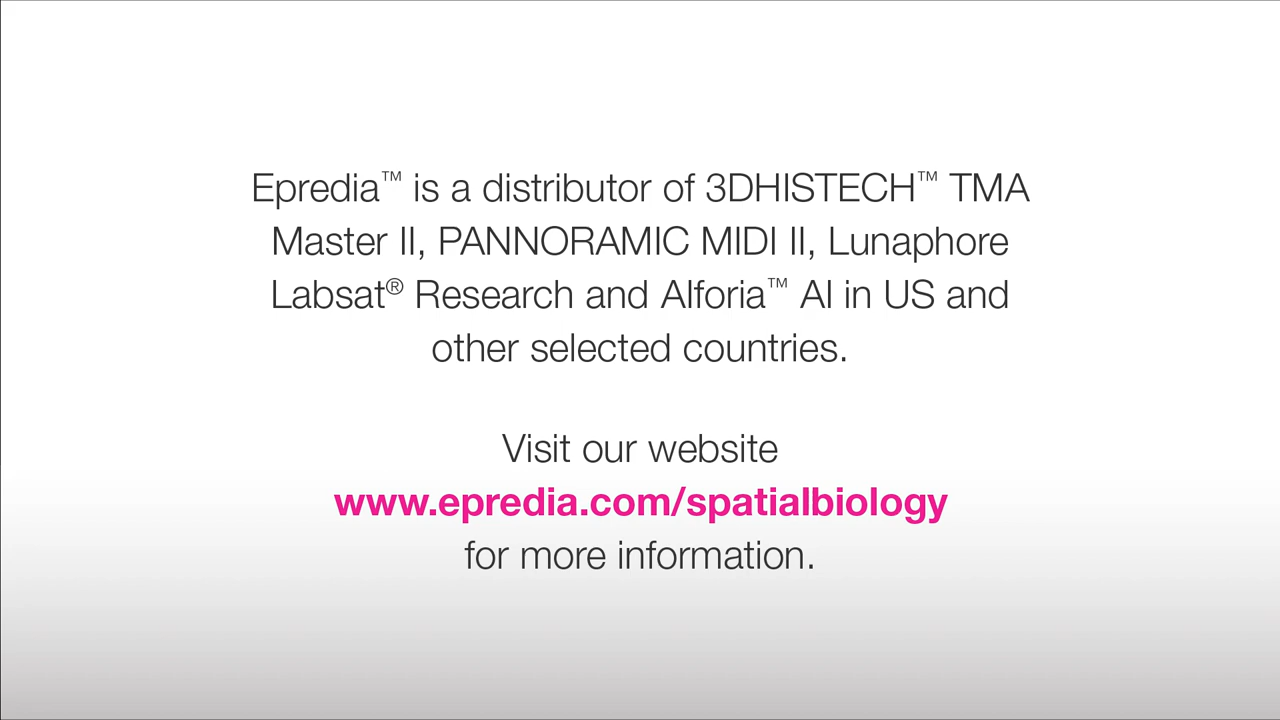 Epredia™ is a distributor of 3DHISTECH™ TMA
Master II, PANNORAMIC MIDI II, Lunaphore
Labsat® Research and AIforia™ AI in US and
other selected countries.
Visit our website
www.epredia.com/spatialbiology
for more information.